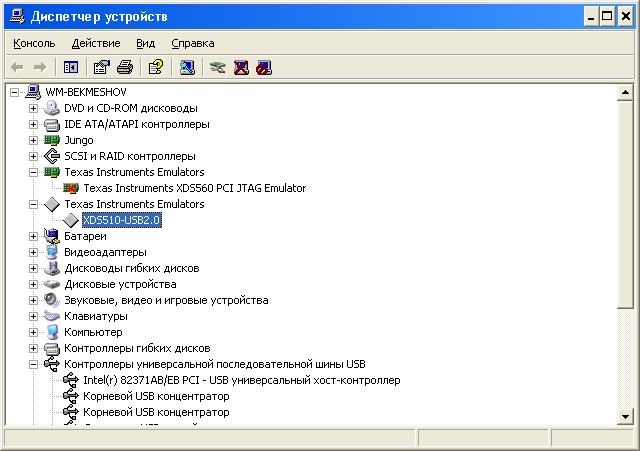 Диспетчер устройств
Консоль Действие Вид Справка
WM-BEKMESHOV
DVD и CD-ROM дисководы
IDE ATA/ATAPI контроллеры
Jungo
SCSI и RAID контроллеры
Texas Instruments Emulators
Texas Instruments XDS560 PCI JTAG Emulator
Texas Instruments Emulators
XDS510-USB2.0
Батареи
Видеоадаптеры
Дисководы гибких дисков
Дисковые устройства
Звуковые, видео и игровые устройства
Клавиатуры
Компьютер
Контроллеры гибких дисков
Контроллеры универсальной последовательной шины USB
Intel(r) 82371AB/EB PCI - USB универсальный хост-контроллер
Корневой USB концентратор
Корневой USB концентратор